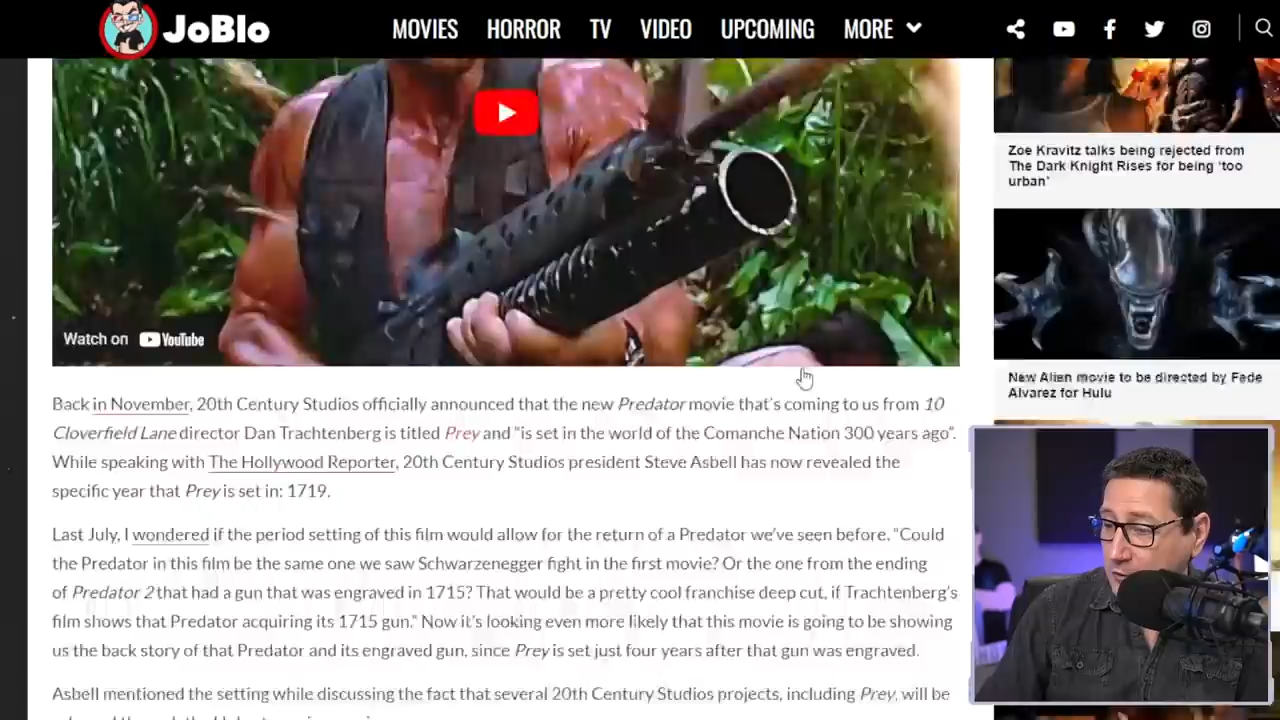 JoBlo
MOVIES HORROR TV VIDEO UPCOMING MORE
Watch on YouTube
Back in November, 20th Century Studios officially announced that the new Predator movie that's coming to us from 10
Cloverfield Lane director Dan Trachtenberg is titled Prey and “is set in the world of the Comanche Nation 300 years ago”.
While speaking with The Hollywood Reporter, 20th Century Studios president Steve Asbell has now revealed the
specific year that Prey is set in: 1719.
Last July, I wondered if the period setting of this film would allow for the return of a Predator we've seen before. “Could
the Predator in this film be the same one we saw Schwarzenegger fight in the first movie? Or the one from the ending
of Predator 2 that had a gun that was engraved in 1715? That would be a pretty cool franchise deep cut, if Trachtenberg's
film shows that Predator acquiring its 1715 gun.” Now it's looking even more likely that this movie is going to be showing
us the back story of that Predator and its engraved gun, since Prey is set just four years after that gun was engraved.
Asbell mentioned the setting while discussing the fact that several 20th Century Studios projects, including Prey, will be
Zoe Kravitz talks being rejected from
The Dark Knight Rises for being ‘too
urban’
New Alien movie to be directed by Fede
Alvarez for Hulu